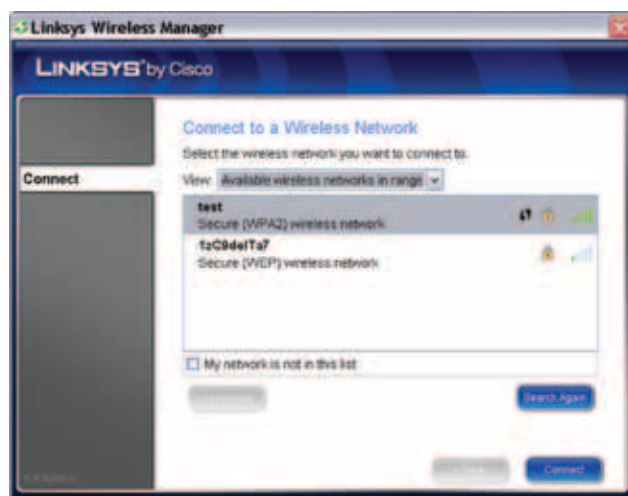 Linksys Wireless Manager
LINKSYS® by Cisco
Connect to a Wireless Network
Select the wireless network you want to connect to.
Connect
View: Available wireless networks in range
test
Secure (WPA2) wireless network
Secure (WEP) wireless network
My network is not in this list
Search Again
Connect